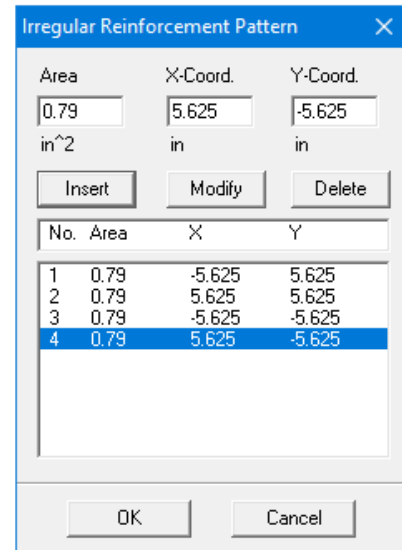 Irregular Reinforcement Pattern
Area X-Coord. Y-Coord.
0.79 5.625 -5.625
in^2 in in
Insert Modify Delete
No. Area X Y
1 0.79 -5.625 5.625
2 0.79 5.625 5.625
3 0.79 -5.625 -5.625
4 0.79 5.625 -5.625
OK Cancel